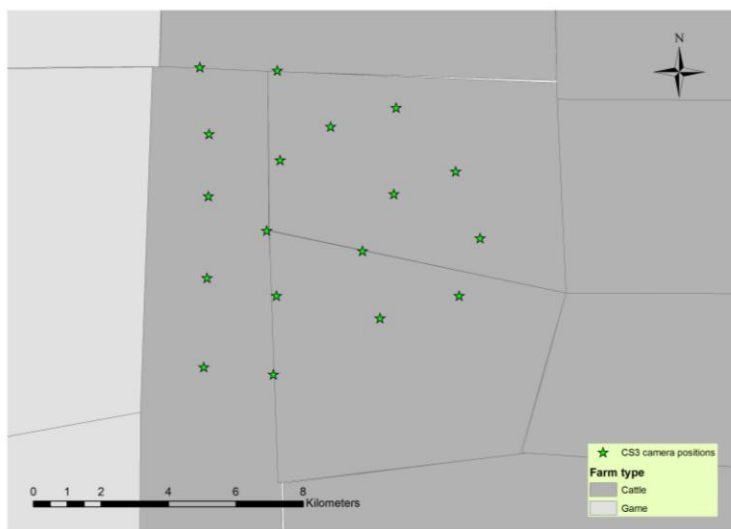 N
CS3 camera positions
Farm type
Cattle
Game
0 1 2 4 6 8
Kilometers